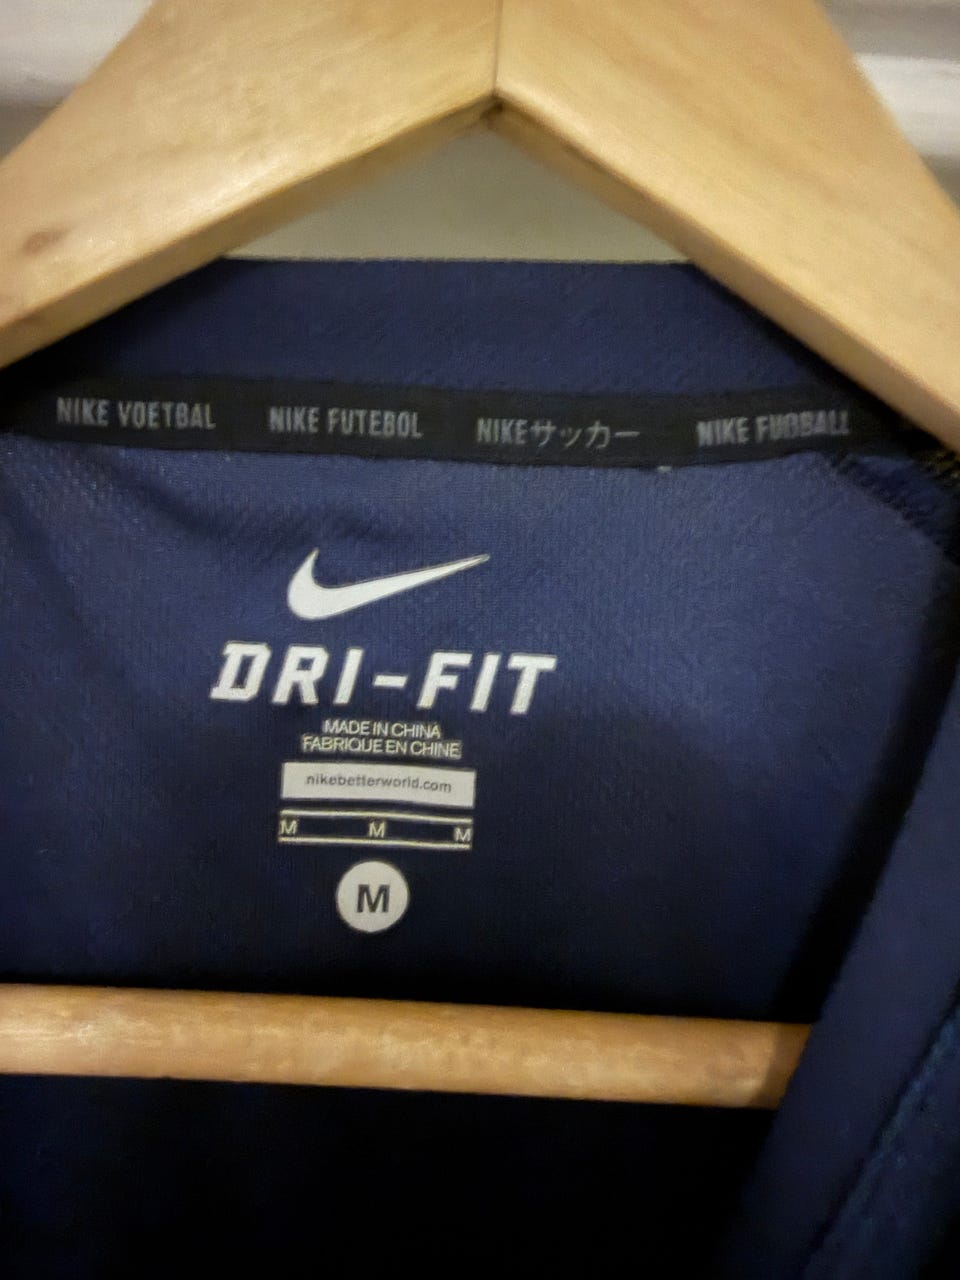 NIKE VOETBAL NIKE FUTEBOL NIKEサッカー NIKE FUßBALL
DRI-FIT
MADE IN CHINA
FABRIQUE EN CHINE
nikebetterworld.com
M M M
M